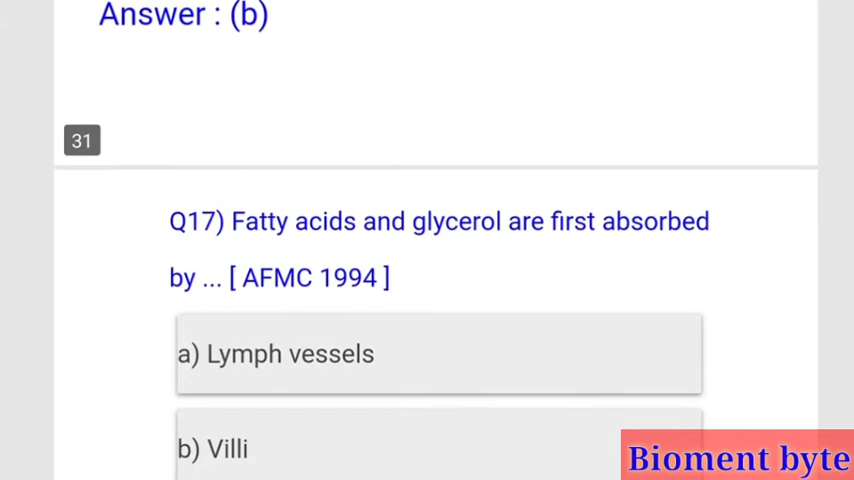 Answer : (b)
31
Q17) Fatty acids and glycerol are first absorbed
by ... [ AFMC 1994 ]
a) Lymph vessels
b) Villi
Bioment byte